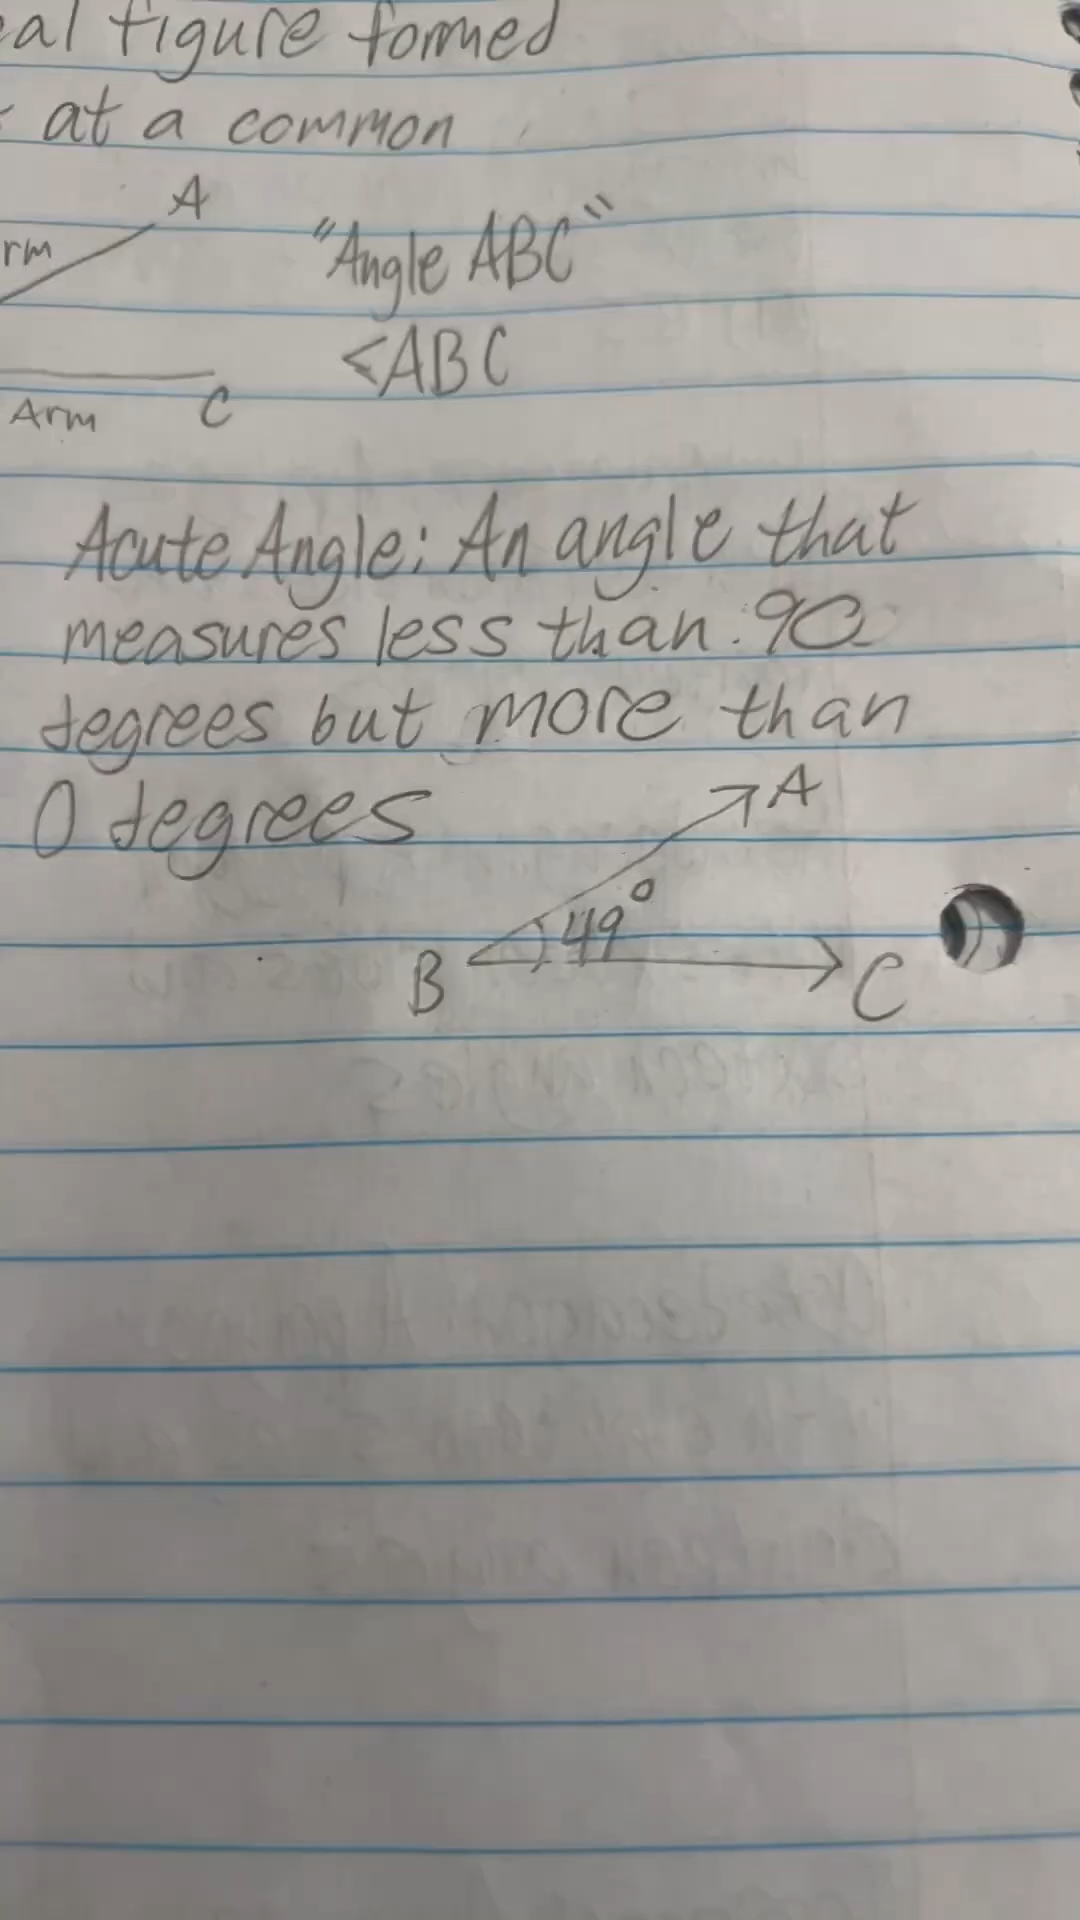 al figure formed
at a common
A
rm
"Angle ABC"
<ABC
Arm
C
Acute Angle: An angle that
measures less than 90
degrees but more than
0 degrees
A
49°
B
C